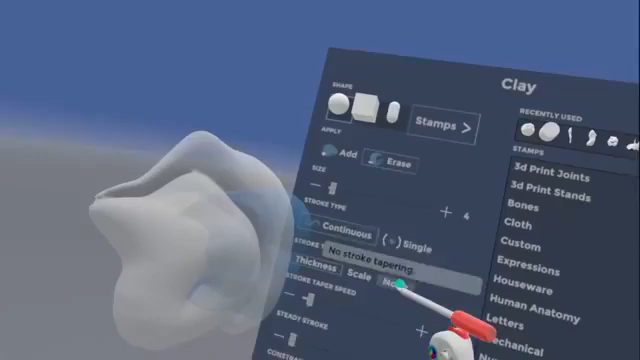 Clay
SHAPE
Stamps >
APPLY
Add
Erase
SIZE
4
STROKE TYPE
Continuous
Single
No stroke tapering.
Thickness
Scale
STROKE TAPER SPEED
STEADY STROKE
RECENTLY USED
STAMPS
3d Print Joints
3d Print Stands
Bones
Cloth
Custom
Expressions
Houseware
Human Anatomy
Letters